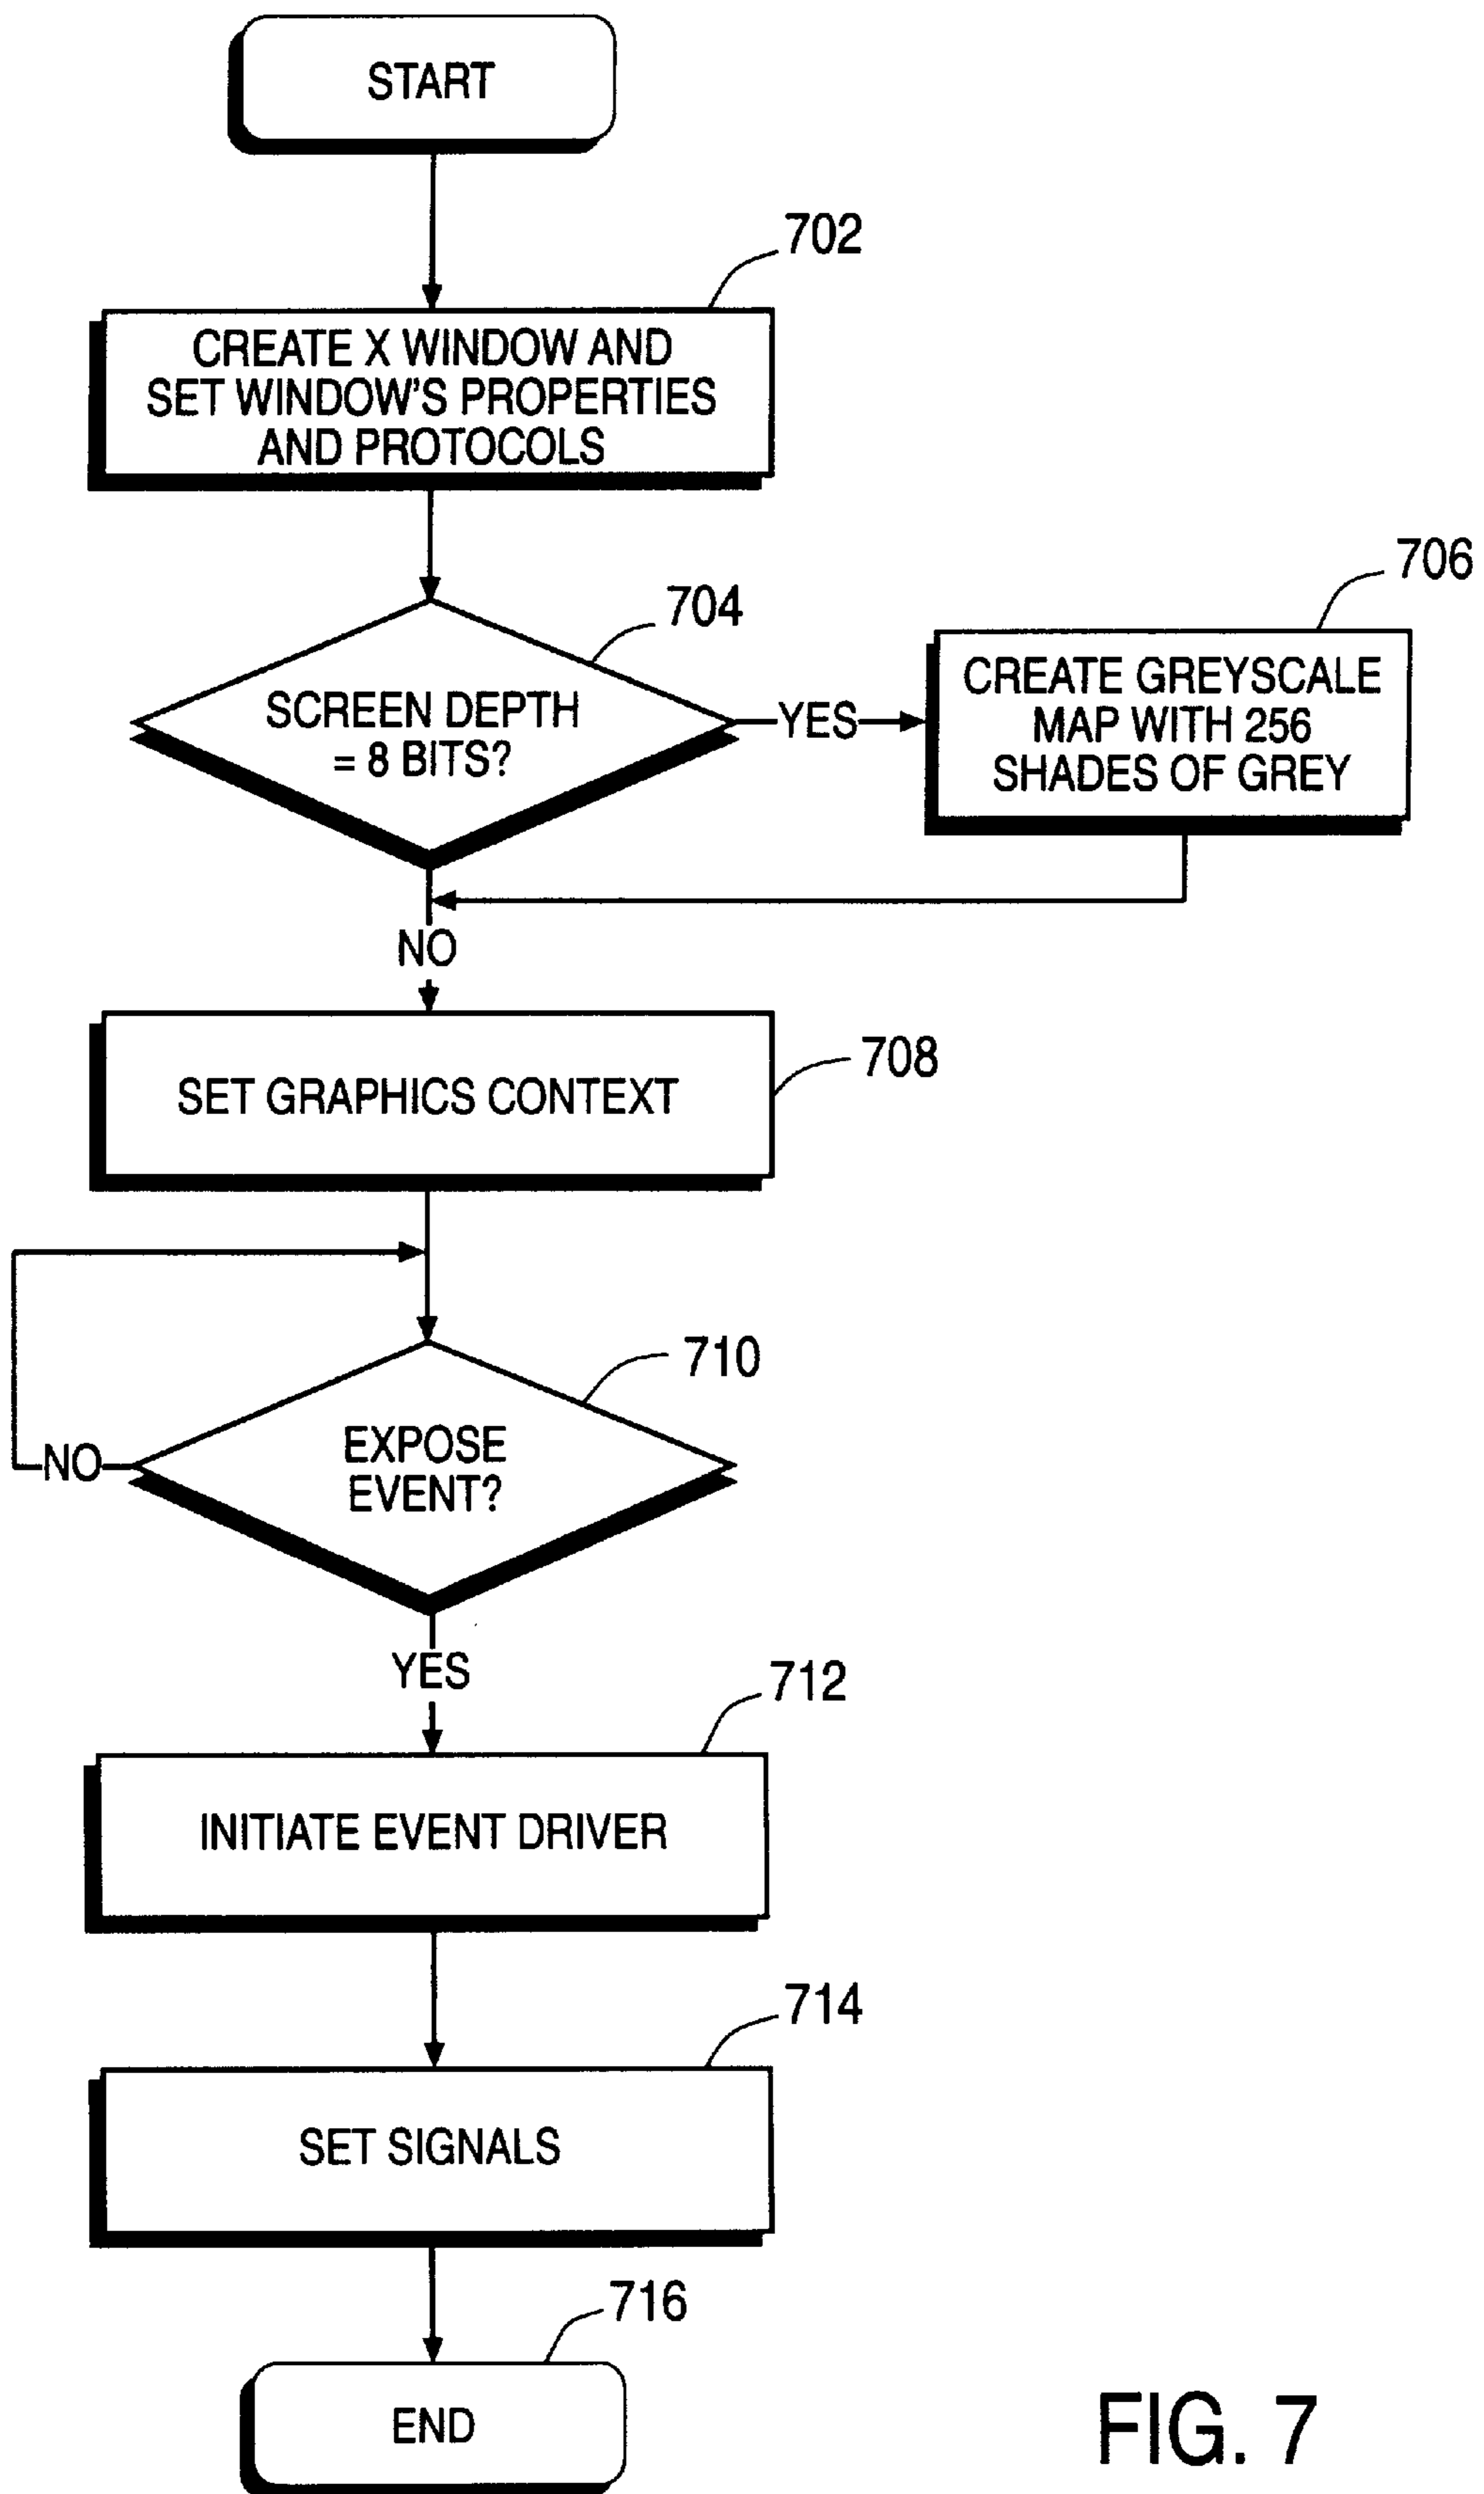 START
702
CREATE X WINDOW AND
SET WINDOW'S PROPERTIES
AND PROTOCOLS
704
SCREEN DEPTH
= 8 BITS?
YES
706
CREATE GREYSCALE
MAP WITH 256
SHADES OF GREY
NO
708
SET GRAPHICS CONTEXT
710
EXPOSE
EVENT?
NO
YES
712
INITIATE EVENT DRIVER
714
SET SIGNALS
716
END
FIG. 7